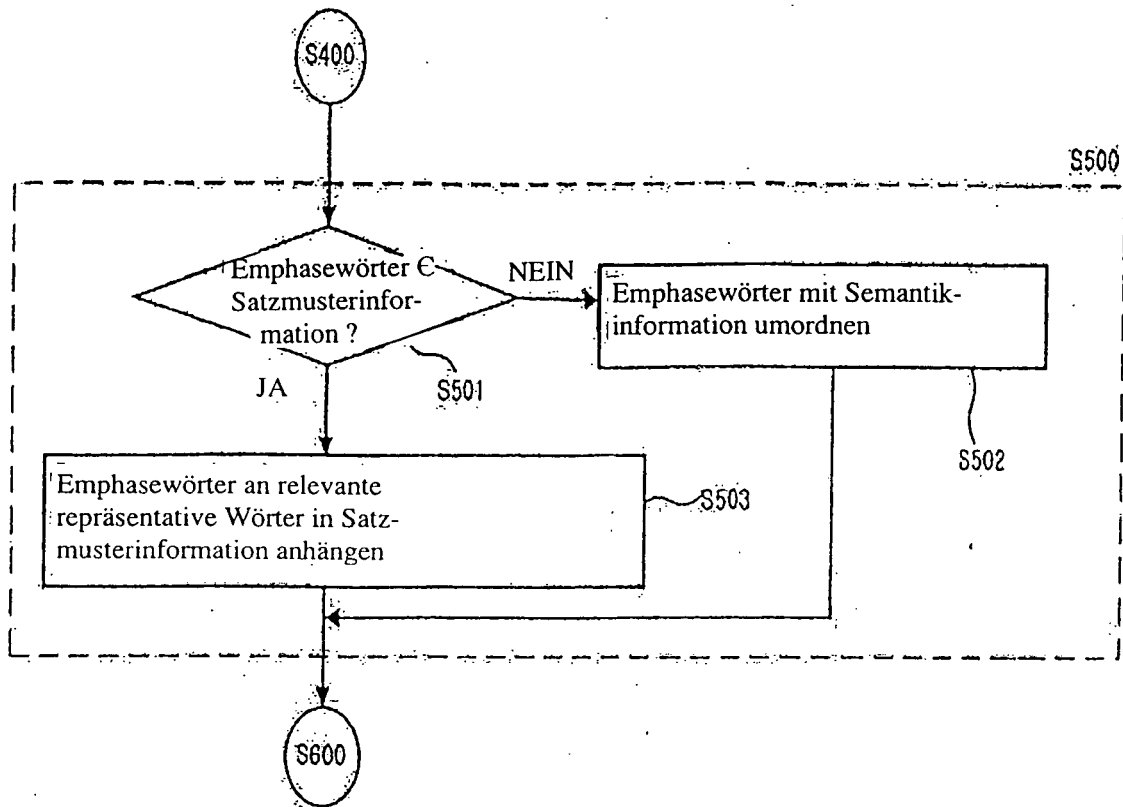 S400
S500
Emphasewörter €
Satzmusterinfor-
mation ?
NEIN
Emphasewörter mit Semantik-
information umordnen
JA
S501
S502
Emphasewörter an relevante
repräsentative Wörter in Satz-
musterinformation anhängen
S503
S600